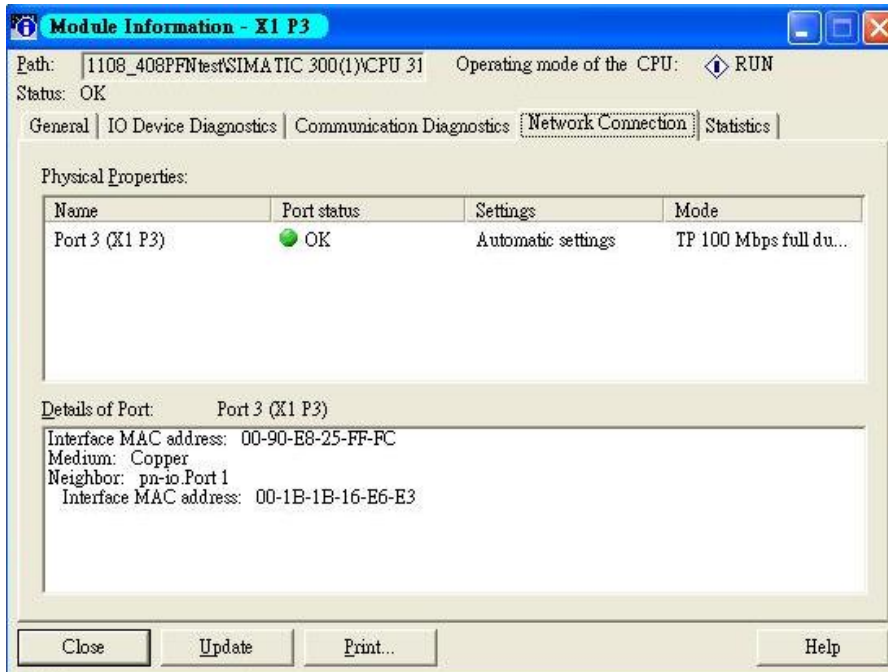 Module Information - X1 P3
Path: 1108_408PFNtest\SIMATIC 300(1)\CPU 31 Operating mode of the CPU: RUN
Status: OK
General IO Device Diagnostics Communication Diagnostics Network Connection Statistics
Physical Properties:
Name Port status Settings Mode
Port 3 (X1 P3) OK Automatic settings TP 100 Mbps full du...
Details of Port: Port 3 (X1 P3)
Interface MAC address: 00-90-E8-25-FF-FC
Medium: Copper
Neighbor: pn-io.Port 1
Interface MAC address: 00-1B-1B-16-E6-E3
Close Update Print... Help